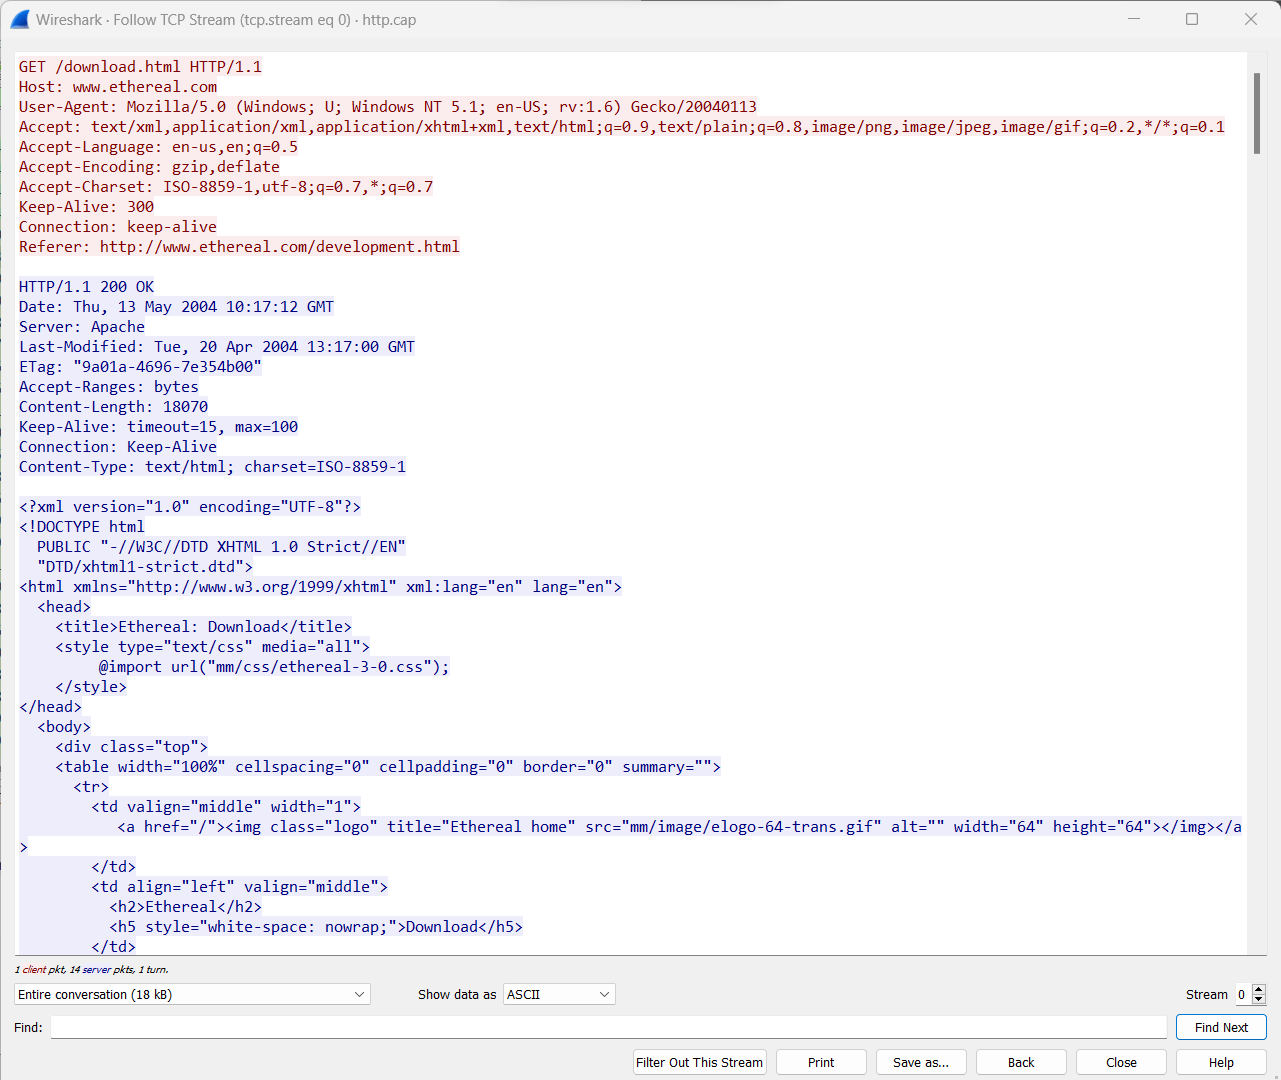 Wireshark · Follow TCP Stream (tcp.stream eq 0) · http.cap
GET /download.html HTTP/1.1
Host: www.ethereal.com
User-Agent: Mozilla/5.0 (Windows; U; Windows NT 5.1; en-US; rv:1.6) Gecko/20040113
Accept: text/xml,application/xml,application/xhtml+xml,text/html;q=0.9,text/plain;q=0.8,image/png,image/jpeg,image/gif;q=0.2,*/*;q=0.1
Accept-Language: en-us,en;q=0.5
Accept-Encoding: gzip,deflate
Accept-Charset: ISO-8859-1,utf-8;q=0.7,*;q=0.7
Keep-Alive: 300
Connection: keep-alive
Referer: http://www.ethereal.com/development.html
HTTP/1.1 200 OK
Date: Thu, 13 May 2004 10:17:12 GMT
Server: Apache
Last-Modified: Tue, 20 Apr 2004 13:17:00 GMT
ETag: "9a01a-4696-7e354b00"
Accept-Ranges: bytes
Content-Length: 18070
Keep-Alive: timeout=15, max=100
Connection: Keep-Alive
Content-Type: text/html; charset=ISO-8859-1
<?xml version="1.0" encoding="UTF-8"?>
<!DOCTYPE html
PUBLIC "-//W3C//DTD XHTML 1.0 Strict//EN"
"DTD/xhtml1-strict.dtd">
<html xmlns="http://www.w3.org/1999/xhtml" xml:lang="en" lang="en">
<head>
<title>Ethereal: Download</title>
<style type="text/css" media="all">
@import url("mm/css/ethereal-3-0.css");
</style>
</head>
<body>
<div class="top">
<table width="100%" cellspacing="0" cellpadding="0" border="0" summary="">
<tr>
<td valign="middle" width="1">
<a href="/"><img class="logo" title="Ethereal home" src="mm/image/elogo-64-trans.gif" alt="" width="64" height="64"></img></a
>
</td>
<td align="left" valign="middle">
<h2>Ethereal</h2>
<h5 style="white-space: nowrap;">Download</h5>
</td>
1 client pkt, 14 server pkts, 1 turn.
Entire conversation (18 kB) Show data as ASCII Stream 0
Find: Find Next
Filter Out This Stream Print Save as... Back Close Help